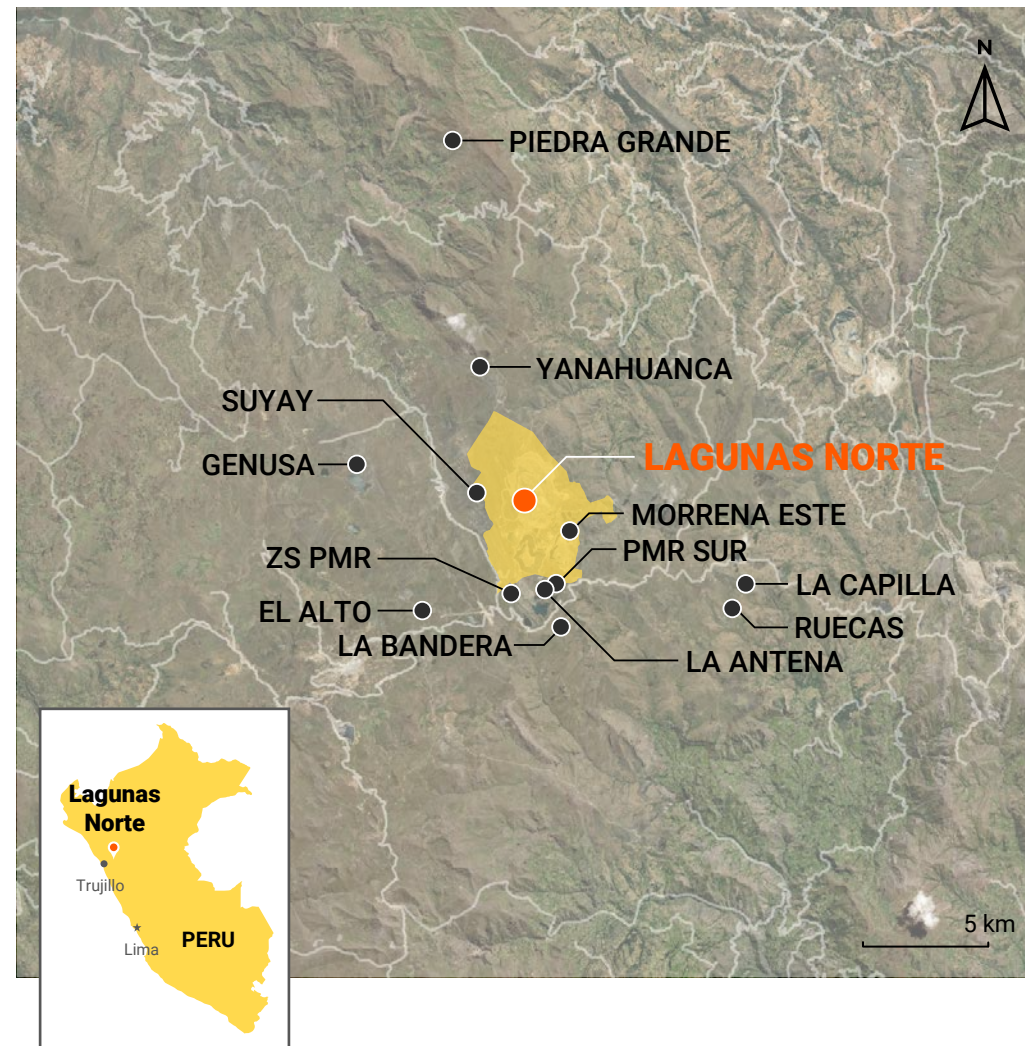 N
PIEDRA GRANDE
YANAHUANCA
SUYAY
LAGUNAS NORTE
GENUSA
MORRENA ESTE
PMR SUR
ZS PMR
LA CAPILLA
EL ALTO
RUECAS
LA BANDERA
LA ANTENA
Lagunas
Norte
Trujillo
Lima
PERU
5 km